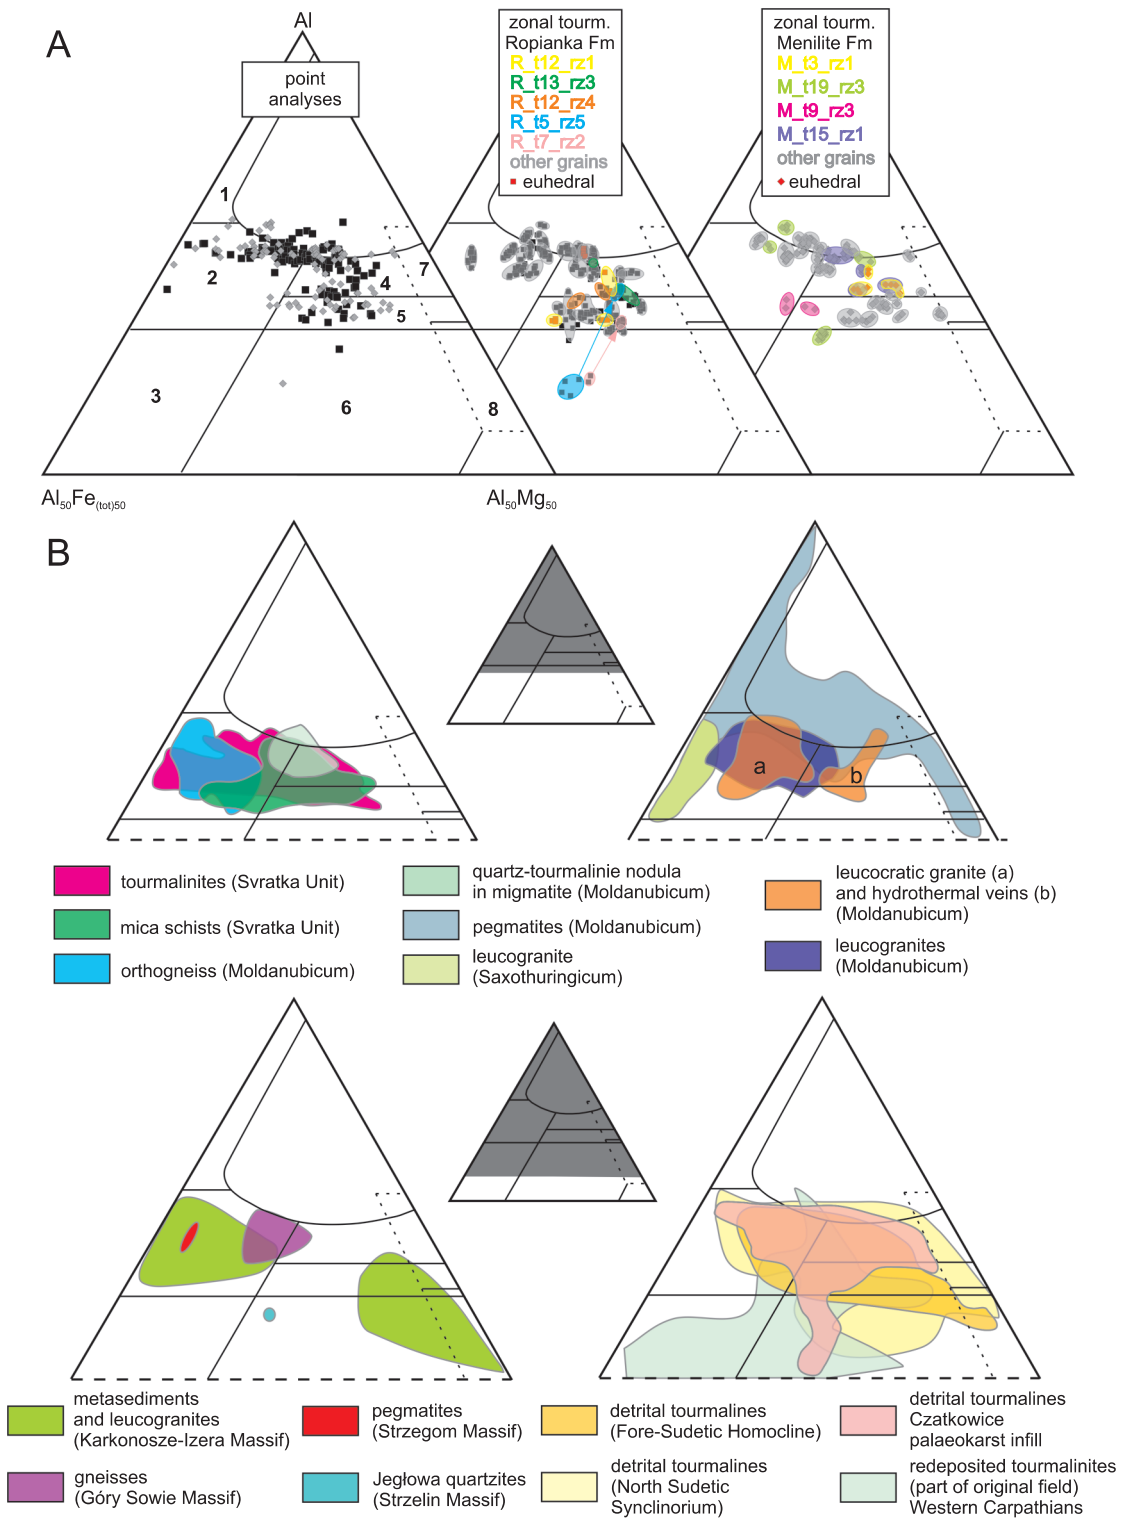 A
Al
point
analyses
zonal tourm.
Ropianka Fm
R_t12_rz1
R_t13_rz3
R_t12_rz4
R_t5_rz5
R_t7_rz2
other grains
euhedral
zonal tourm.
Menilite Fm
M_t3_rz1
M_t19_rz3
M_t9_rz3
M_t15_rz1
other grains
euhedral
1
2
7
4
5
3
6
8
Al50Fe(tot)50
Al50Mg50
B
a
b
tourmalinites (Svratka Unit)
mica schists (Svratka Unit)
orthogneiss (Moldanubicum)
quartz-tourmalinie nodula
in migmatite (Moldanubicum)
pegmatites (Moldanubicum)
leucogranite
(Saxothuringicum)
leucocratic granite (a)
and hydrothermal veins (b)
(Moldanubicum)
leucogranites
(Moldanubicum)
metasediments
and leucogranites
(Karkonosze-Izera Massif)
gneisses
(Góry Sowie Massif)
pegmatites
(Strzegom Massif)
Jegłowa quartzites
(Strzelin Massif)
detrital tourmalines
(Fore-Sudetic Homocline)
detrital tourmalines
(North Sudetic
Synclinorium)
detrital tourmalines
Czatkowice
palaeokarst infill
redeposited tourmalinites
(part of original field)
Western Carpathians